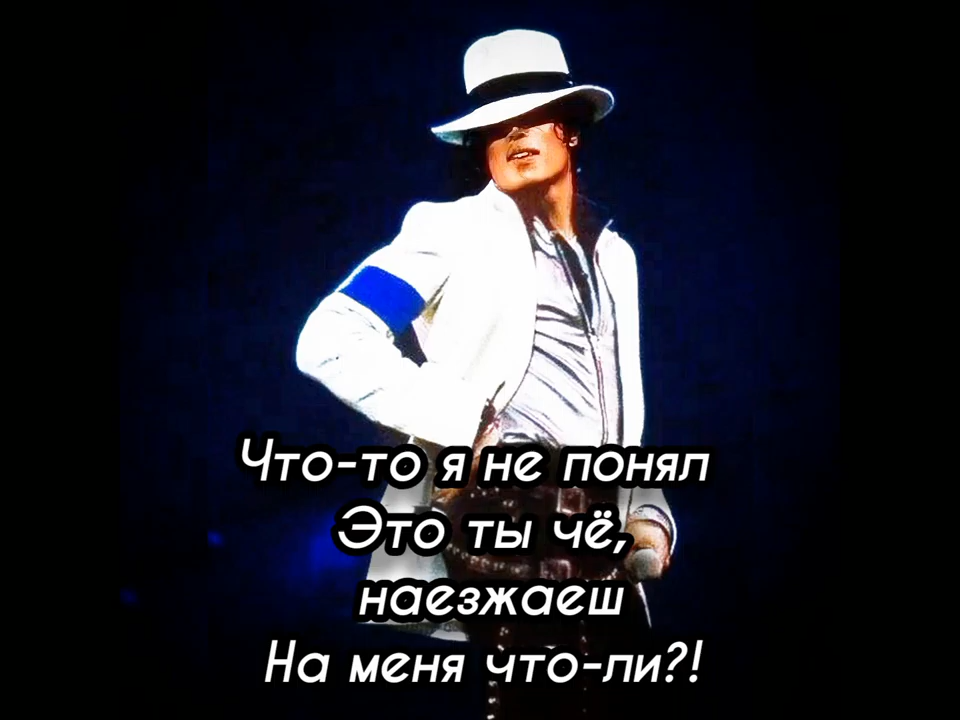 Что-то я не понял
Это ты чё,
наезжаеш
На меня что-ли?!